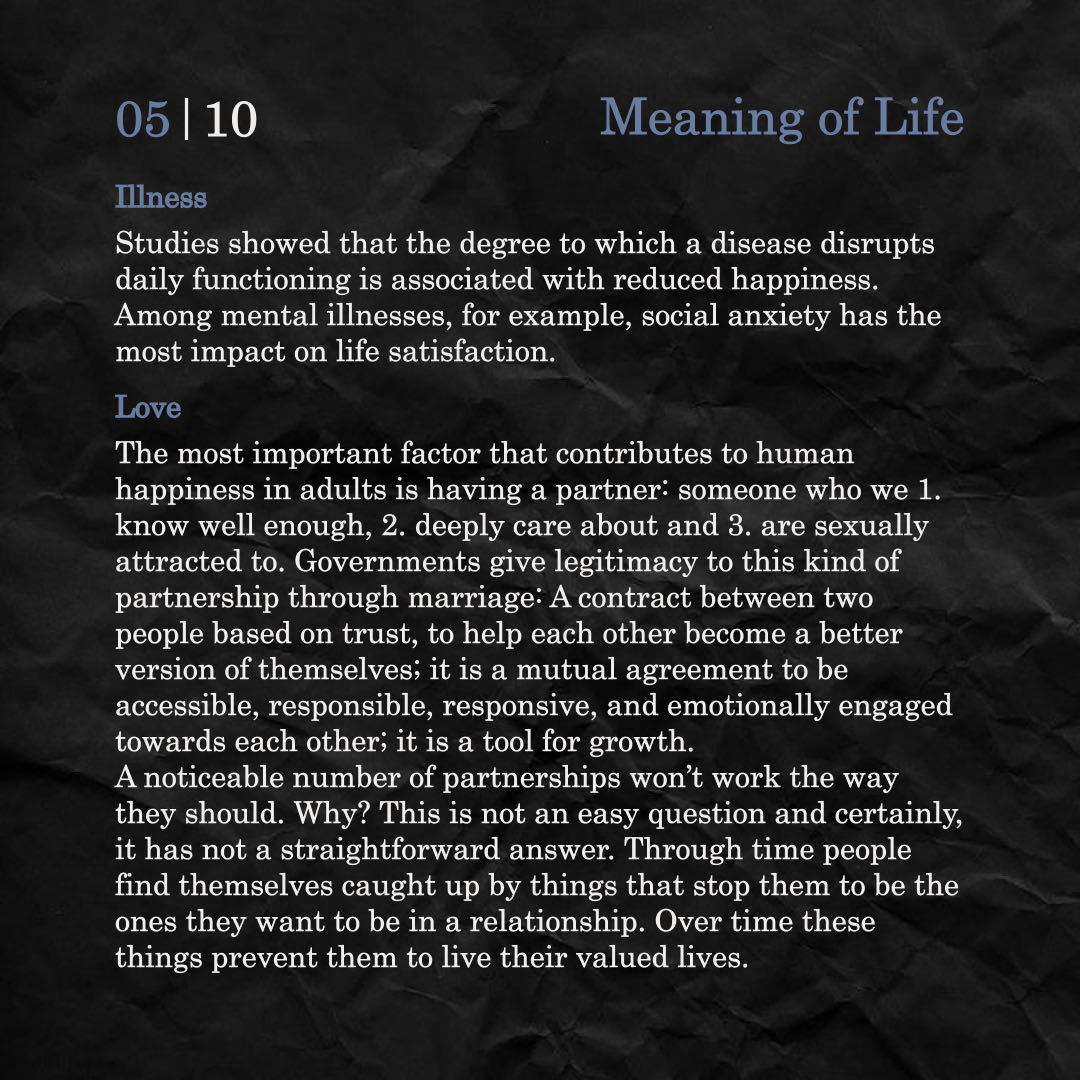 05 | 10
Meaning of Life
Illness
Studies showed that the degree to which a disease disrupts
daily functioning is associated with reduced happiness.
Among mental illnesses, for example, social anxiety has the
most impact on life satisfaction.
Love
The most important factor that contributes to human
happiness in adults is having a partner: someone who we 1.
know well enough, 2. deeply care about and 3. are sexually
attracted to. Governments give legitimacy to this kind of
partnership through marriage: A contract between two
people based on trust, to help each other become a better
version of themselves; it is a mutual agreement to be
accessible, responsible, responsive, and emotionally engaged
towards each other; it is a tool for growth.
A noticeable number of partnerships won’t work the way
they should. Why? This is not an easy question and certainly,
it has not a straightforward answer. Through time people
find themselves caught up by things that stop them to be the
ones they want to be in a relationship. Over time these
things prevent them to live their valued lives.